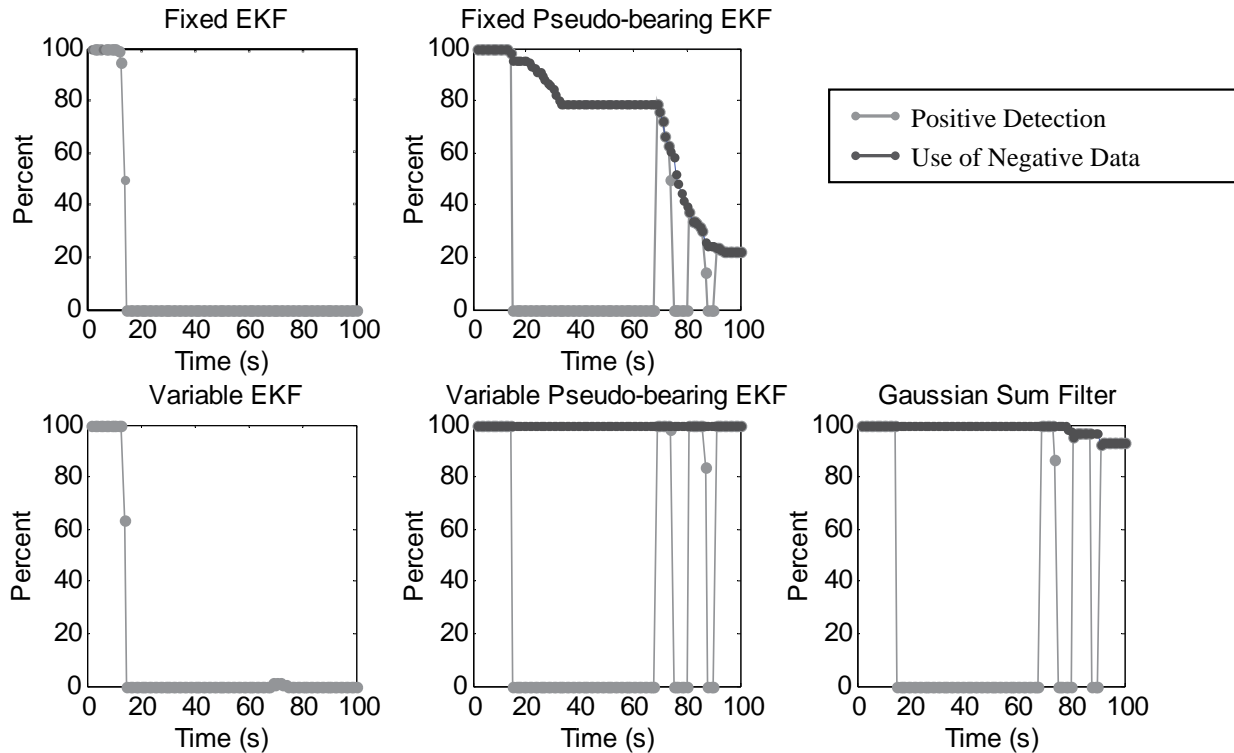 Fixed EKF
100
80
60
40
20
0
Percent
0 20 40 60 80 100
Time (s)
Fixed Pseudo-bearing EKF
100
80
60
40
20
0
Percent
0 20 40 60 80 100
Time (s)
Positive Detection
Use of Negative Data
Variable EKF
100
80
60
40
20
0
Percent
0 20 40 60 80 100
Time (s)
Variable Pseudo-bearing EKF
100
80
60
40
20
0
Percent
0 20 40 60 80 100
Time (s)
Gaussian Sum Filter
100
80
60
40
20
0
Percent
0 20 40 60 80 100
Time (s)